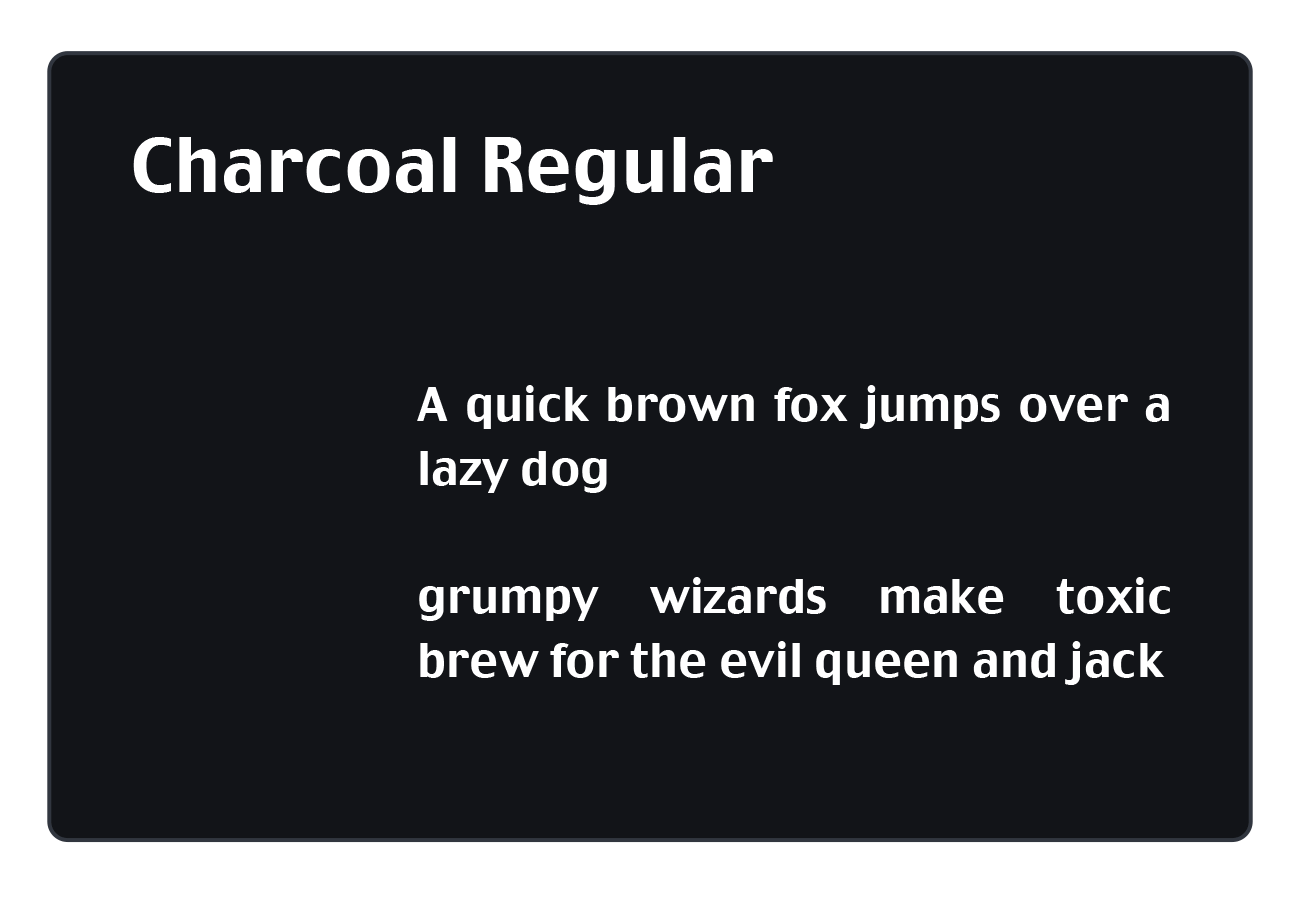 Charcoal Regular
A quick brown fox jumps over a
lazy dog
grumpy wizards make toxic
brew for the evil queen and jack